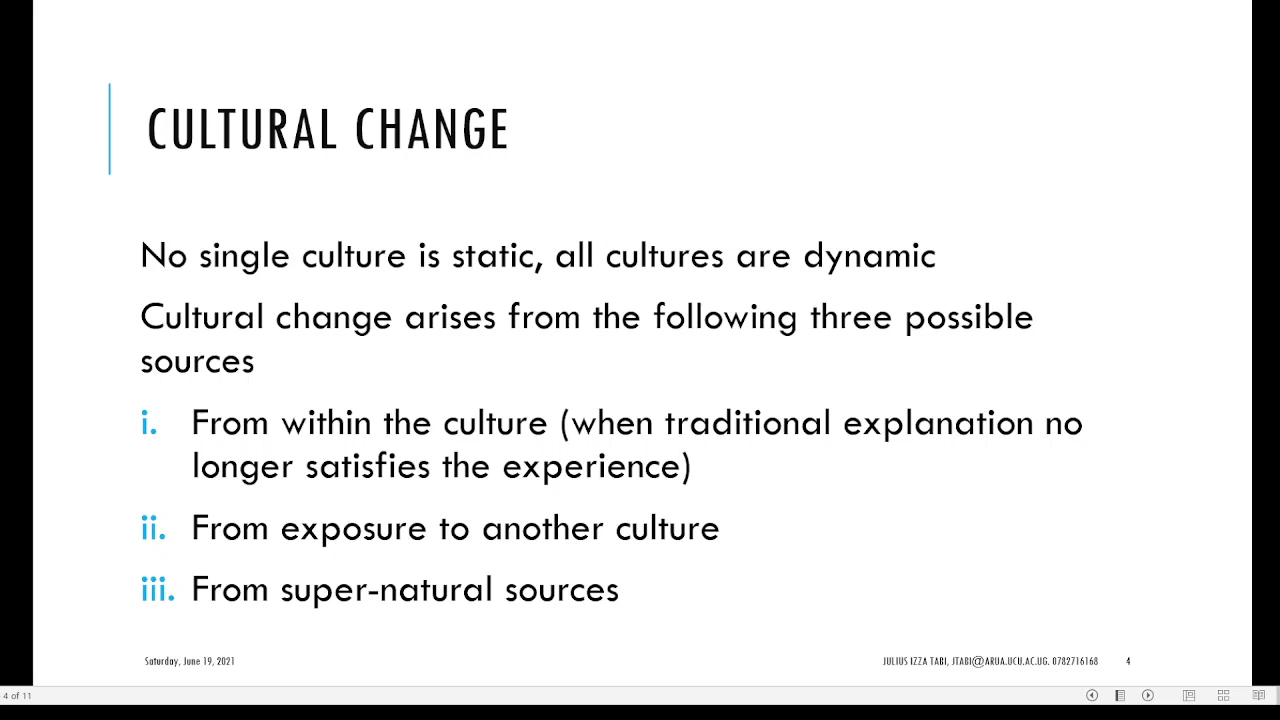 CULTURAL CHANGE
No single culture is static, all cultures are dynamic
Cultural change arises from the following three possible
sources
i. From within the culture (when traditional explanation no
longer satisfies the experience)
ii. From exposure to another culture
iii. From super-natural sources
Saturday, June 19, 2021 JULIUS IZZA TABI, JTABI@ARUA.UCU.AC.UG. 0782716168 4
4 of 11